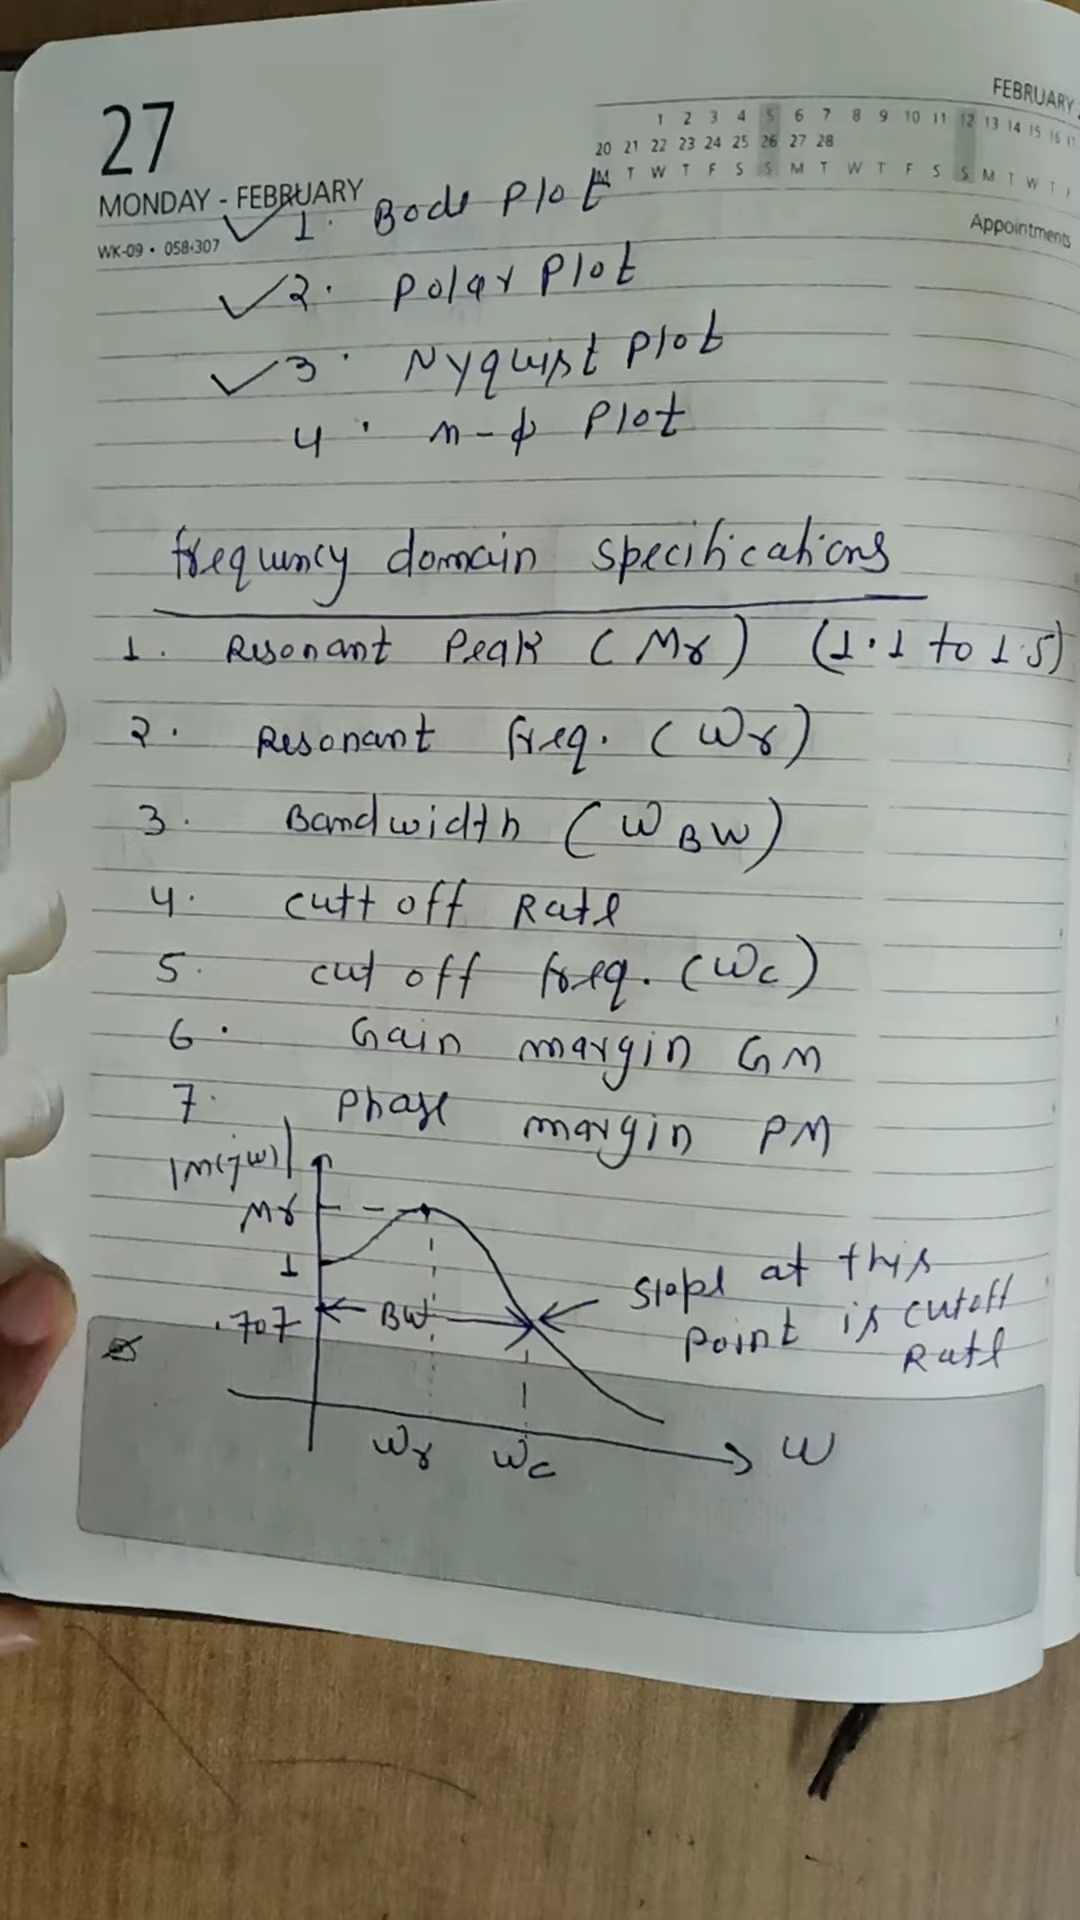 FEBRUARY
27
1 2 3 4 5 6 7 8 9 10 11 12 13 14 15 16 17
20 21 22 23 24 25 26 27 28
M T W T F S S M T W T F S S M T W T F
MONDAY - FEBRUARY
WK-09 • 058-307
Appointments
1. Bode Plot
2. Polar Plot
3. Nyquist Plot
4. M-φ Plot
frequency domain specifications
1. Resonant Peak (Mr) (1.1 to 1.5)
2. Resonant freq. (ωr)
3. Bandwidth (ωBW)
4. Cutt off Rate
5. cut off freq. (ωc)
6. Gain margin GM
7. Phase margin PM
|M(jω)|
Mr
1
.707
BW
slope at this
point is cutoff
Rate
ωr ωc ω